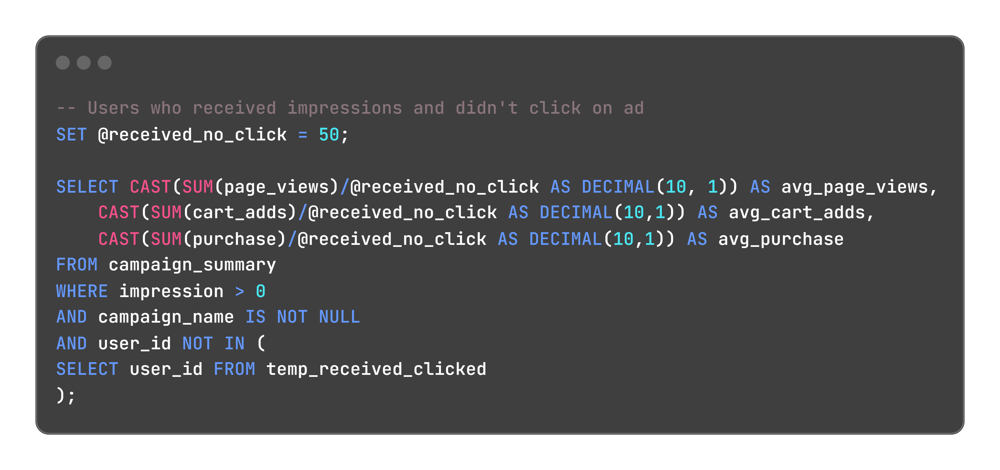 -- Users who received impressions and didn't click on ad
SET @received_no_click = 50;
SELECT CAST(SUM(page_views)/@received_no_click AS DECIMAL(10, 1)) AS avg_page_views,
CAST(SUM(cart_adds)/@received_no_click AS DECIMAL(10,1)) AS avg_cart_adds,
CAST(SUM(purchase)/@received_no_click AS DECIMAL(10,1)) AS avg_purchase
FROM campaign_summary
WHERE impression > 0
AND campaign_name IS NOT NULL
AND user_id NOT IN (
SELECT user_id FROM temp_received_clicked
);